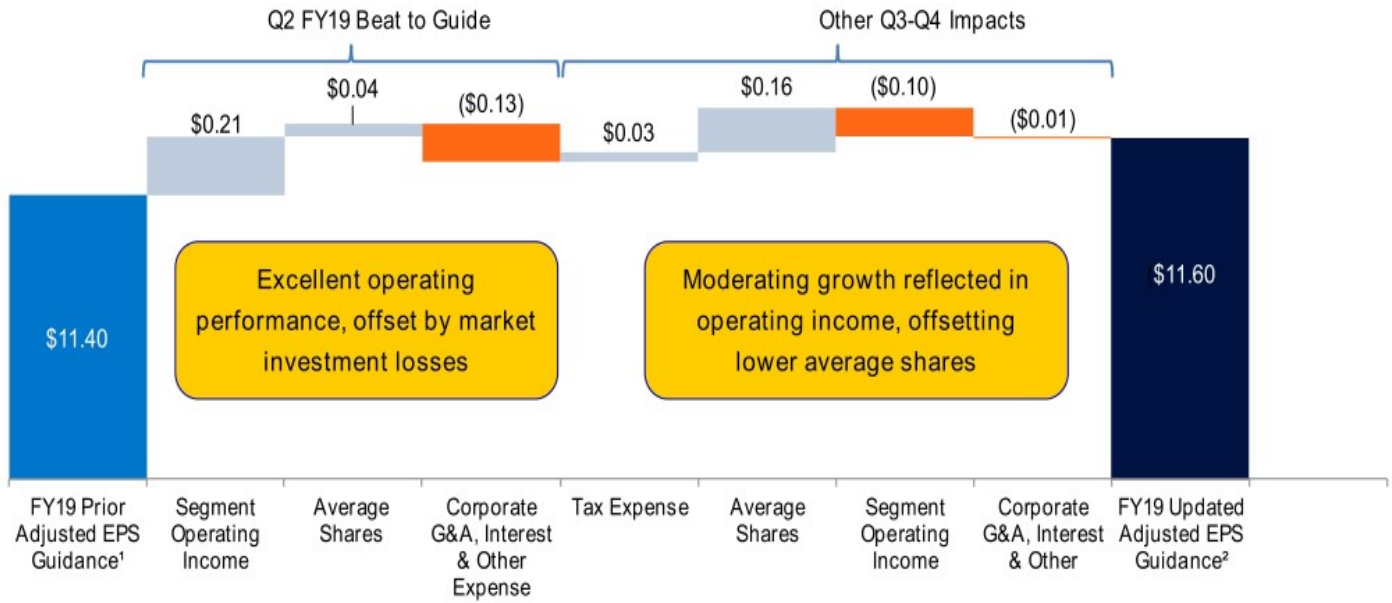 Q2 FY19 Beat to Guide
Other Q3-Q4 Impacts
$0.21
$0.04
($0.13)
$0.03
$0.16
($0.10)
($0.01)
$11.40
$11.60
Excellent operating
performance, offset by market
investment losses
Moderating growth reflected in
operating income, offsetting
lower average shares
FY19 Prior
Adjusted EPS
Guidance¹
Segment
Operating
Income
Average
Shares
Corporate
G&A, Interest
& Other
Expense
Tax Expense
Average
Shares
Segment
Operating
Income
Corporate
G&A, Interest
& Other
FY19 Updated
Adjusted EPS
Guidance²